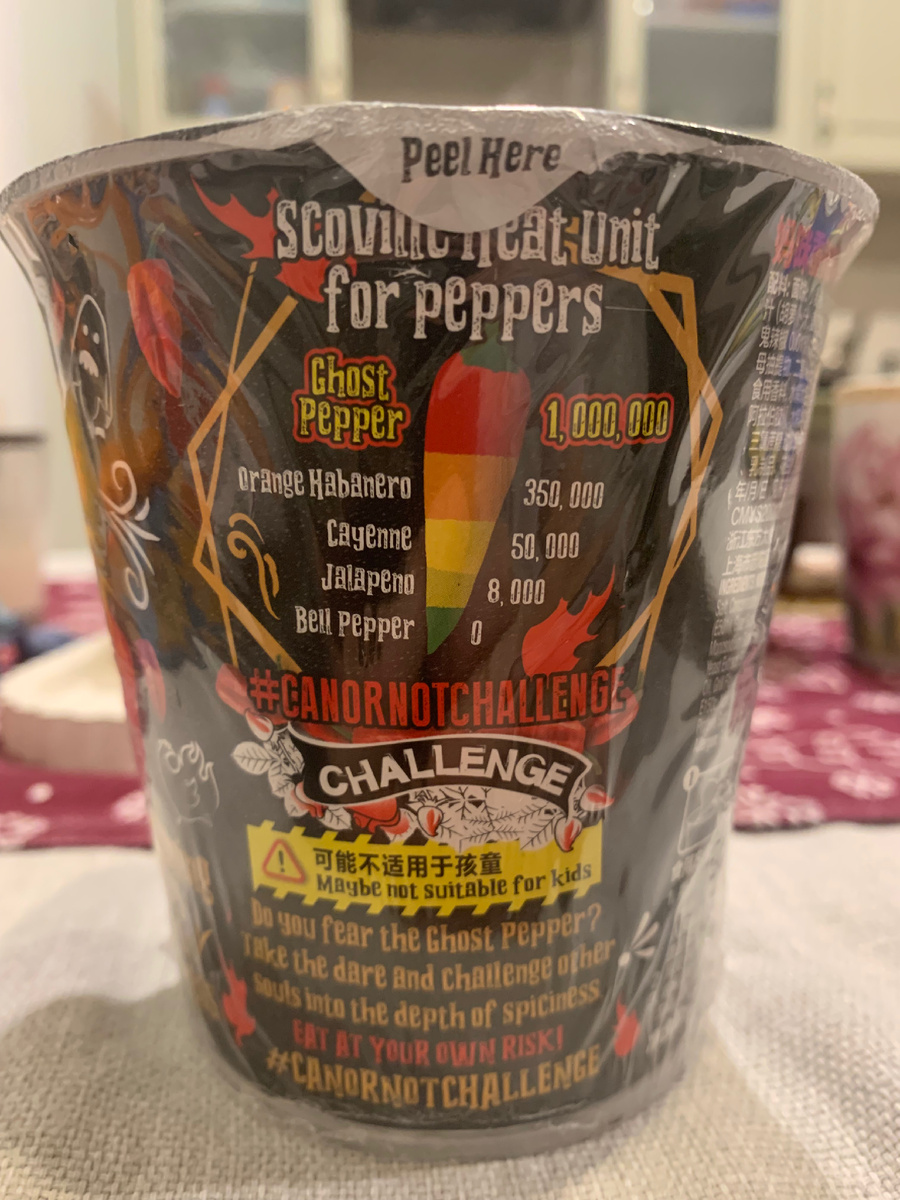 Peel Here
Scoville Heat Unit
for peppers
Ghost
Pepper
1,000,000
Orange Habanero 350,000
Cayenne 50,000
Jalapeno 8,000
Bell Pepper 0
#CANORNOTCHALLENGE
CHALLENGE
可能不适用于孩童
Maybe not suitable for kids
Do you fear the Ghost Pepper?
Take the dare and challenge other
souls into the depth of spiciness
EAT AT YOUR OWN RISK!
#CANORNOTCHALLENGE